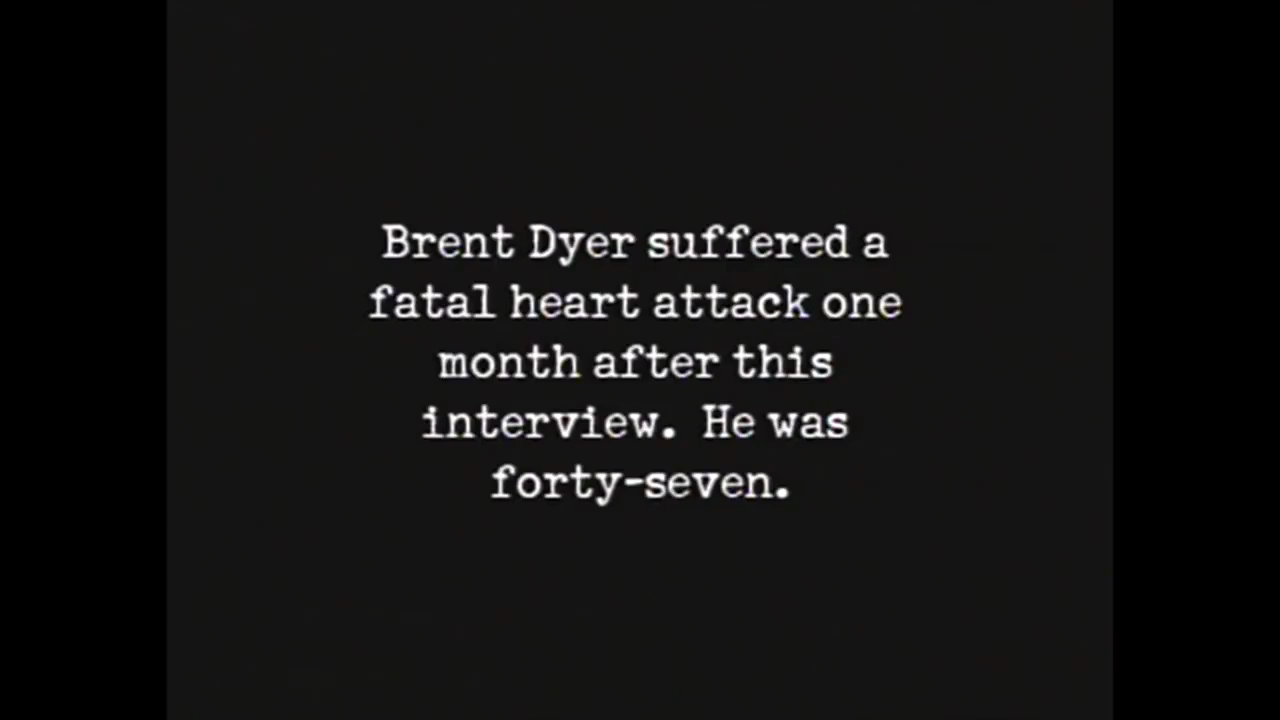 Brent Dyer suffered a
fatal heart attack one
month after this
interview.  He was
forty-seven.